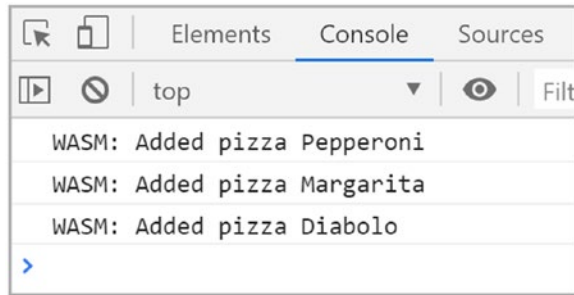 Elements Console Sources
top Filt
WASM: Added pizza Pepperoni
WASM: Added pizza Margarita
WASM: Added pizza Diabolo
>